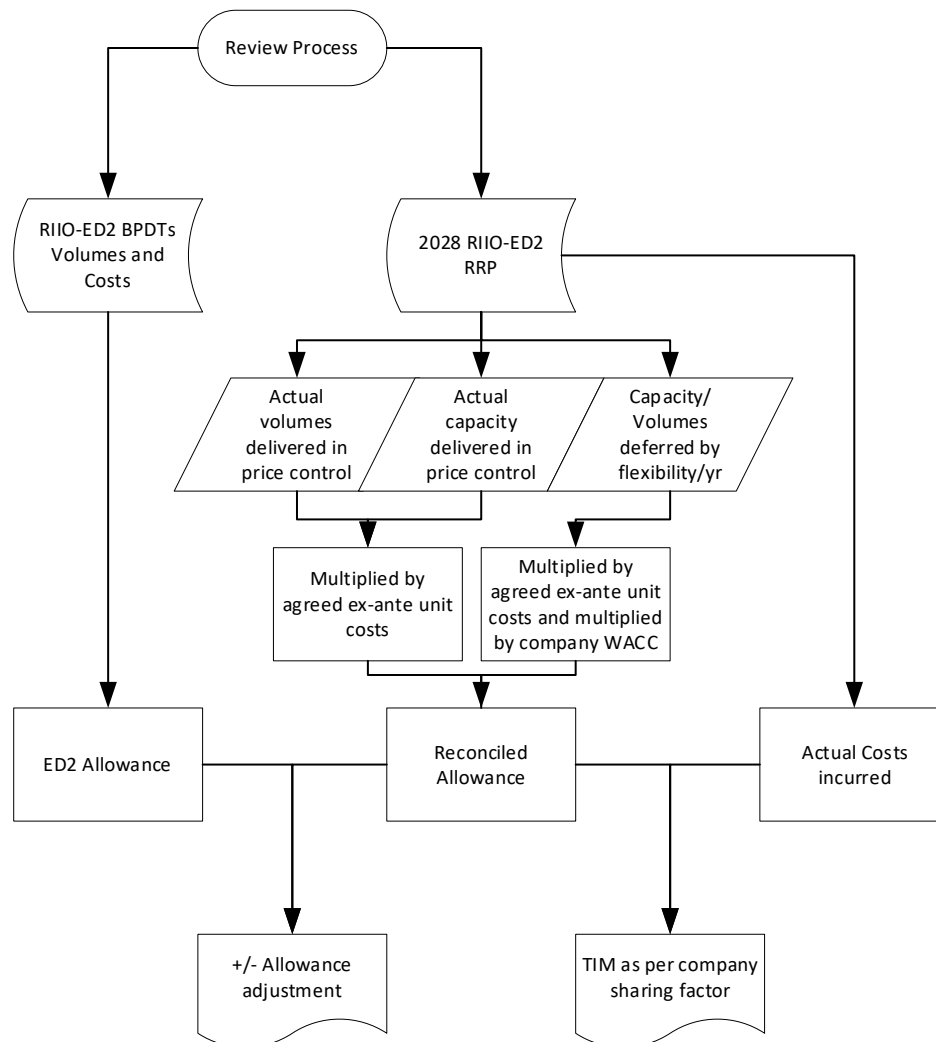 Review Process
RIIO-ED2 BPDTs
Volumes and
Costs
2028 RIIO-ED2
RRP
Actual
volumes
delivered in
price control
Actual
capacity
delivered in
price control
Capacity/
Volumes
deferred by
flexibility/yr
Multiplied by
agreed ex-ante unit
costs
Multiplied by
agreed ex-ante unit
costs and multiplied
by company WACC
ED2 Allowance
Reconciled
Allowance
Actual Costs
incurred
+/- Allowance
adjustment
TIM as per company
sharing factor